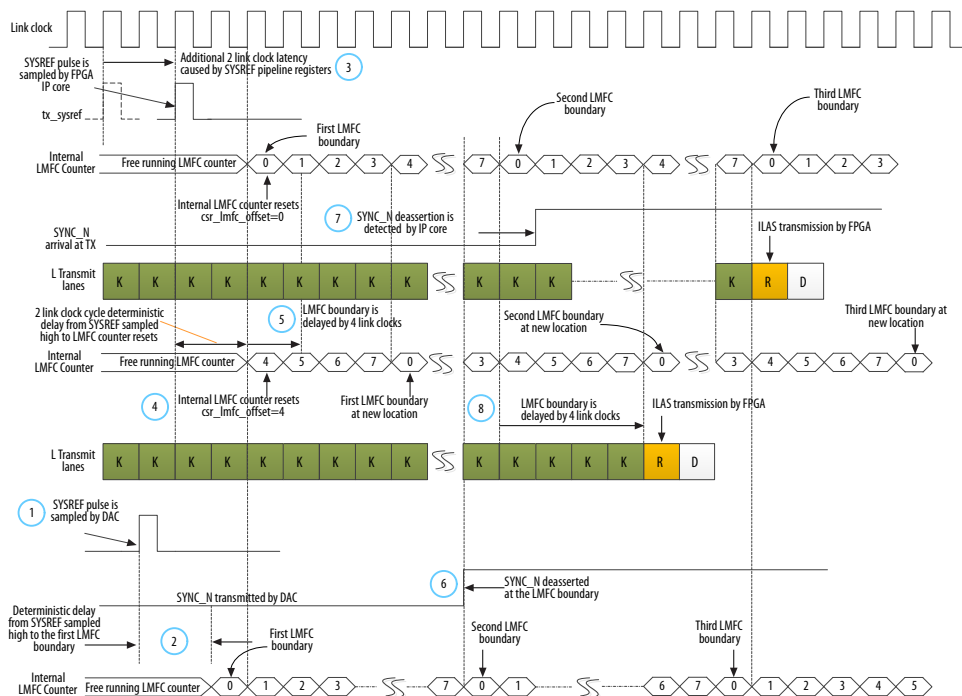 Link clock
SYSREF pulse is
sampled by FPGA
IP core
Additional 2 link clock latency
caused by SYSREF pipeline registers
3
tx_sysref
First LMFC
boundary
Second LMFC
boundary
Third LMFC
boundary
Internal
LMFC Counter
Free running LMFC counter
0 1 2 3 4 7 0 1 2 3 4 7 0 1 2 3
Internal LMFC counter resets
csr_lmfc_offset=0
7
SYNC_N deassertion is
detected by IP core
SYNC_N
arrival at TX
ILAS transmission by FPGA
L Transmit
lanes
K K K K K K K K K K K K K R D
2 link clock cycle deterministic
delay from SYSREF sampled
high to LMFC counter resets
5
LMFC boundary is
delayed by 4 link clocks
Second LMFC boundary
at new location
Third LMFC boundary at
new location
Internal
LMFC Counter
Free running LMFC counter
4 5 6 7 0 3 4 5 6 7 0 3 4 5 6 7 0
4
Internal LMFC counter resets
csr_lmfc_offset=4
First LMFC boundary
at new location
8
LMFC boundary is
delayed by 4 link clocks
ILAS transmission by FPGA
L Transmit
lanes
K K K K K K K K K K K K K K R D
1
SYSREF pulse is
sampled by DAC
6
SYNC_N deasserted
at the LMFC boundary
SYNC_N transmitted by DAC
Deterministic delay
from SYSREF sampled
high to the first LMFC
boundary
2
First LMFC
boundary
Second LMFC
boundary
Third LMFC
boundary
Internal
LMFC Counter
Free running LMFC counter
0 1 2 3 7 0 1 6 7 0 1 2 3 4 5